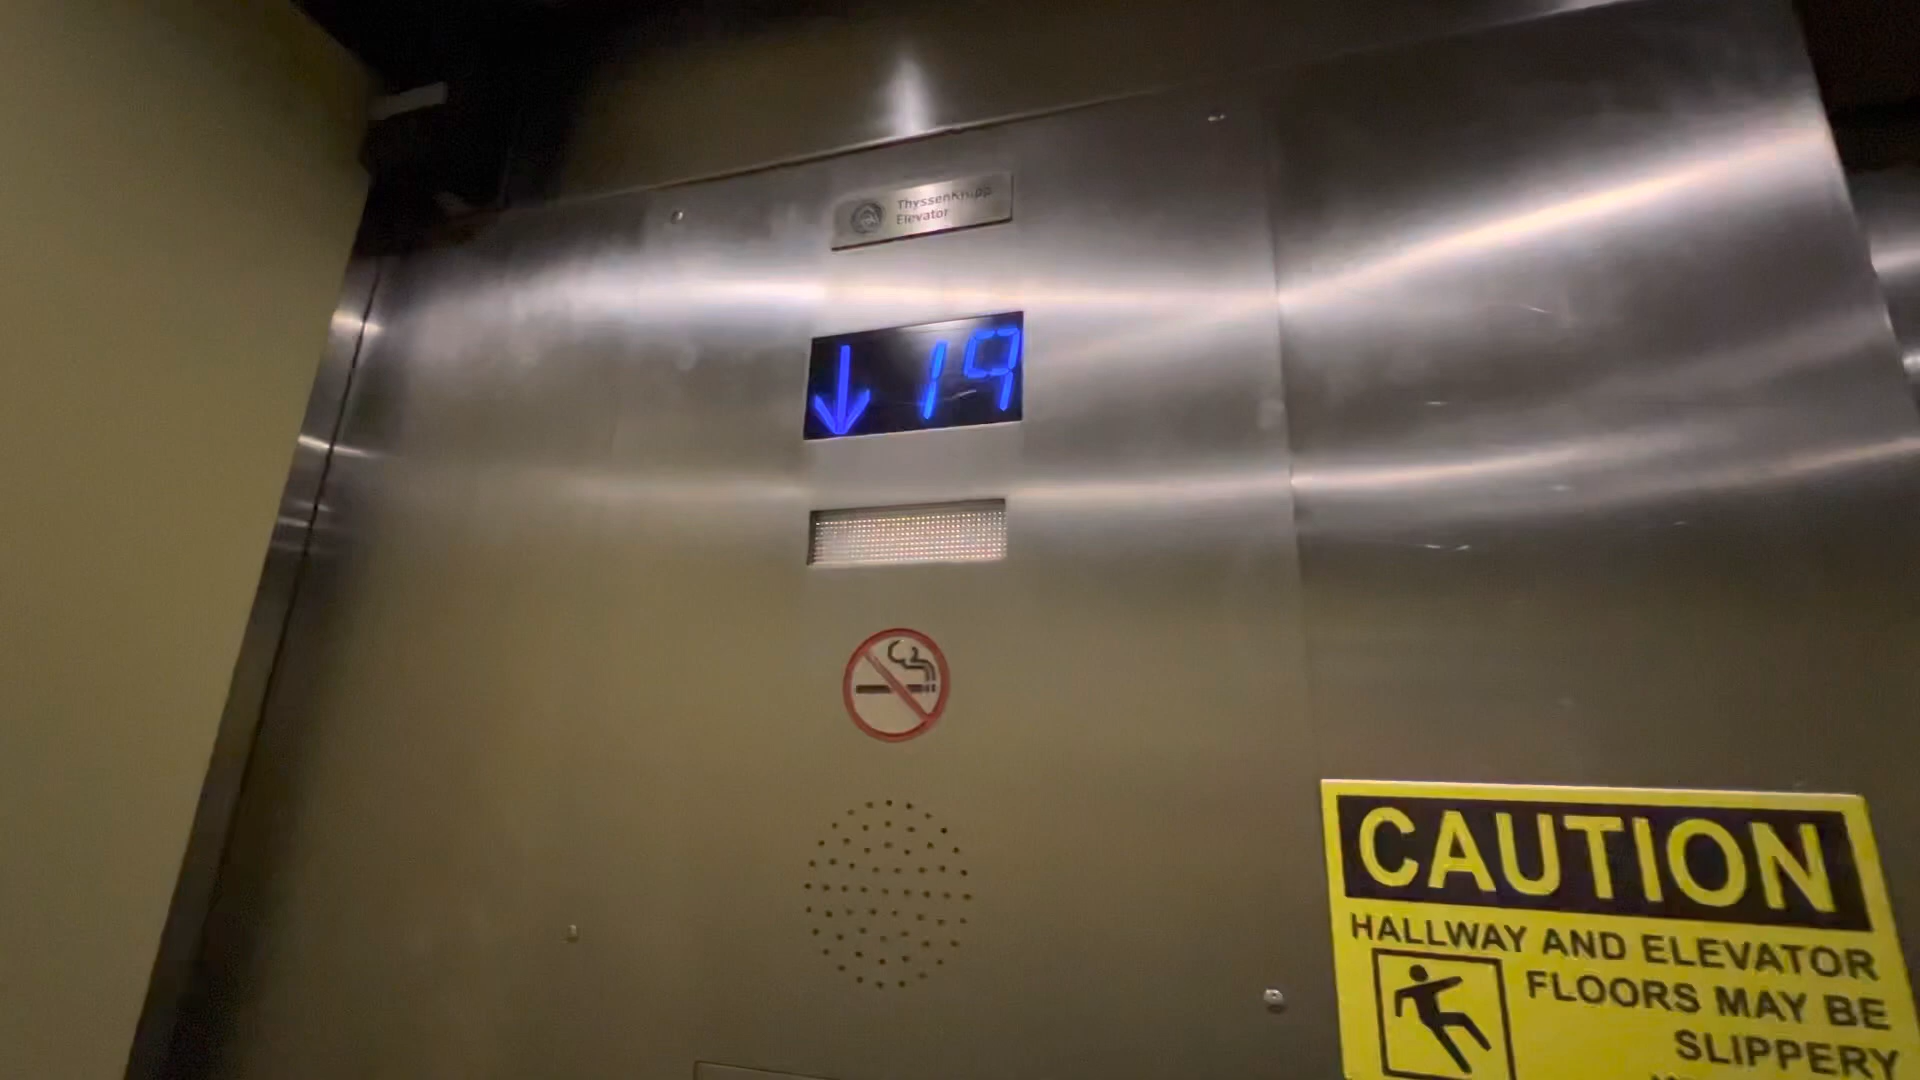 ThyssenKrupp
Elevator
19
CAUTION
HALLWAY AND ELEVATOR
FLOORS MAY BE
SLIPPERY